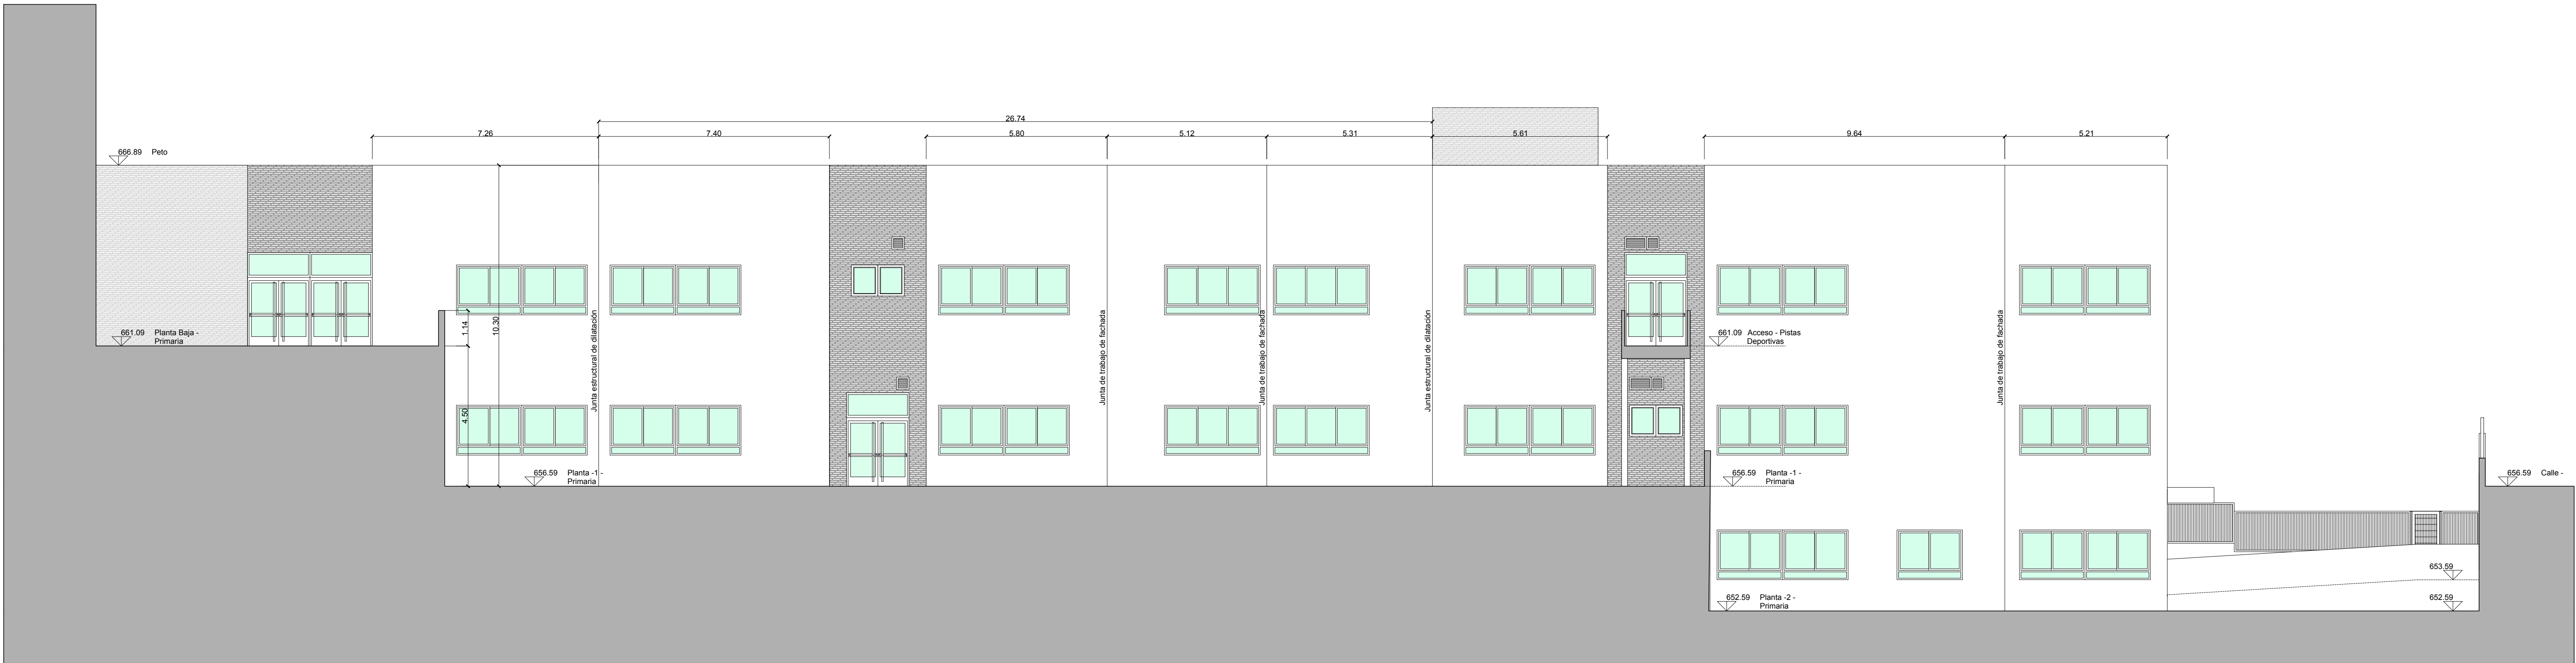 26.74
7.26
7.40
5.80
5.12
5.31
5.61
9.64
5.21
666.89 Peto
661.09 Planta Baja -
Primaria
1.14
10.30
4.50
Junta estructural de dilatación
Junta de trabajo de fachada
Junta de trabajo de fachada
Junta estructural de dilatación
Junta de trabajo de fachada
661.09 Acceso - Pistas
Deportivas
656.59 Planta -1 -
Primaria
656.59 Planta -1 -
Primaria
656.59 Calle -
653.59
652.59 Planta -2 -
Primaria
652.59